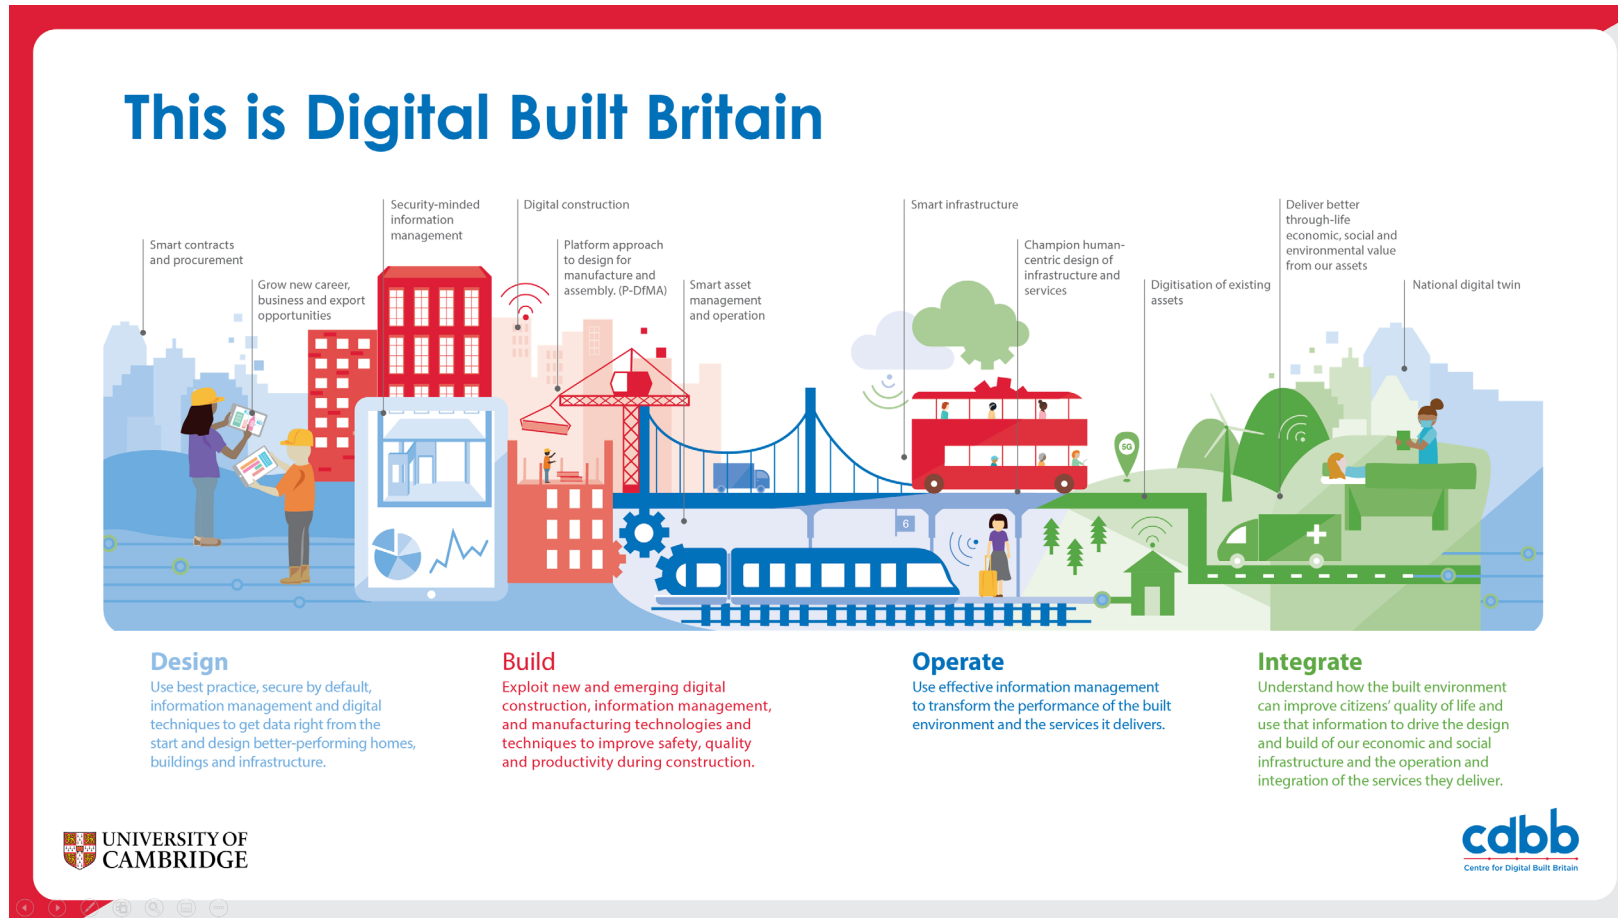 This is Digital Built Britain
Smart contracts
and procurement
Grow new career,
business and export
opportunities
Security-minded
information
management
Digital construction
Platform approach
to design for
manufacture and
assembly. (P-DfMA)
Smart asset
management
and operation
Smart infrastructure
Champion human-
centric design of
infrastructure and
services
Digitisation of existing
assets
Deliver better
through-life
economic, social and
environmental value
from our assets
National digital twin
5G
6
Design
Use best practice, secure by default,
information management and digital
techniques to get data right from the
start and design better-performing homes,
buildings and infrastructure.
Build
Exploit new and emerging digital
construction, information management,
and manufacturing technologies and
techniques to improve safety, quality
and productivity during construction.
Operate
Use effective information management
to transform the performance of the built
environment and the services it delivers.
Integrate
Understand how the built environment
can improve citizens' quality of life and
use that information to drive the design
and build of our economic and social
infrastructure and the operation and
integration of the services they deliver.
UNIVERSITY OF
CAMBRIDGE
cdbb
Centre for Digital Built Britain